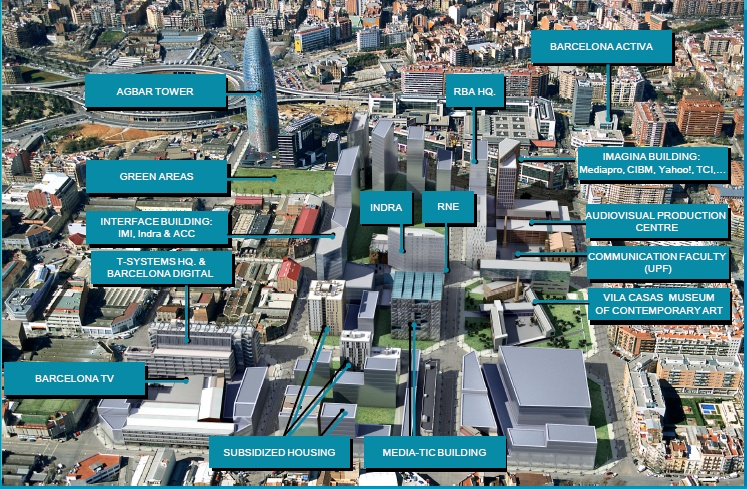 BARCELONA ACTIVA
AGBAR TOWER
RBA HQ.
IMAGINA BUILDING:
Mediapro, CIBM, Yahoo!, TCI,...
GREEN AREAS
INDRA
RNE
INTERFACE BUILDING:
IMI, Indra & ACC
AUDIOVISUAL PRODUCTION
CENTRE
T-SYSTEMS HQ. &
BARCELONA DIGITAL
COMMUNICATION FACULTY
(UPF)
VILA CASAS MUSEUM
OF CONTEMPORARY ART
BARCELONA TV
SUBSIDIZED HOUSING
MEDIA-TIC BUILDING